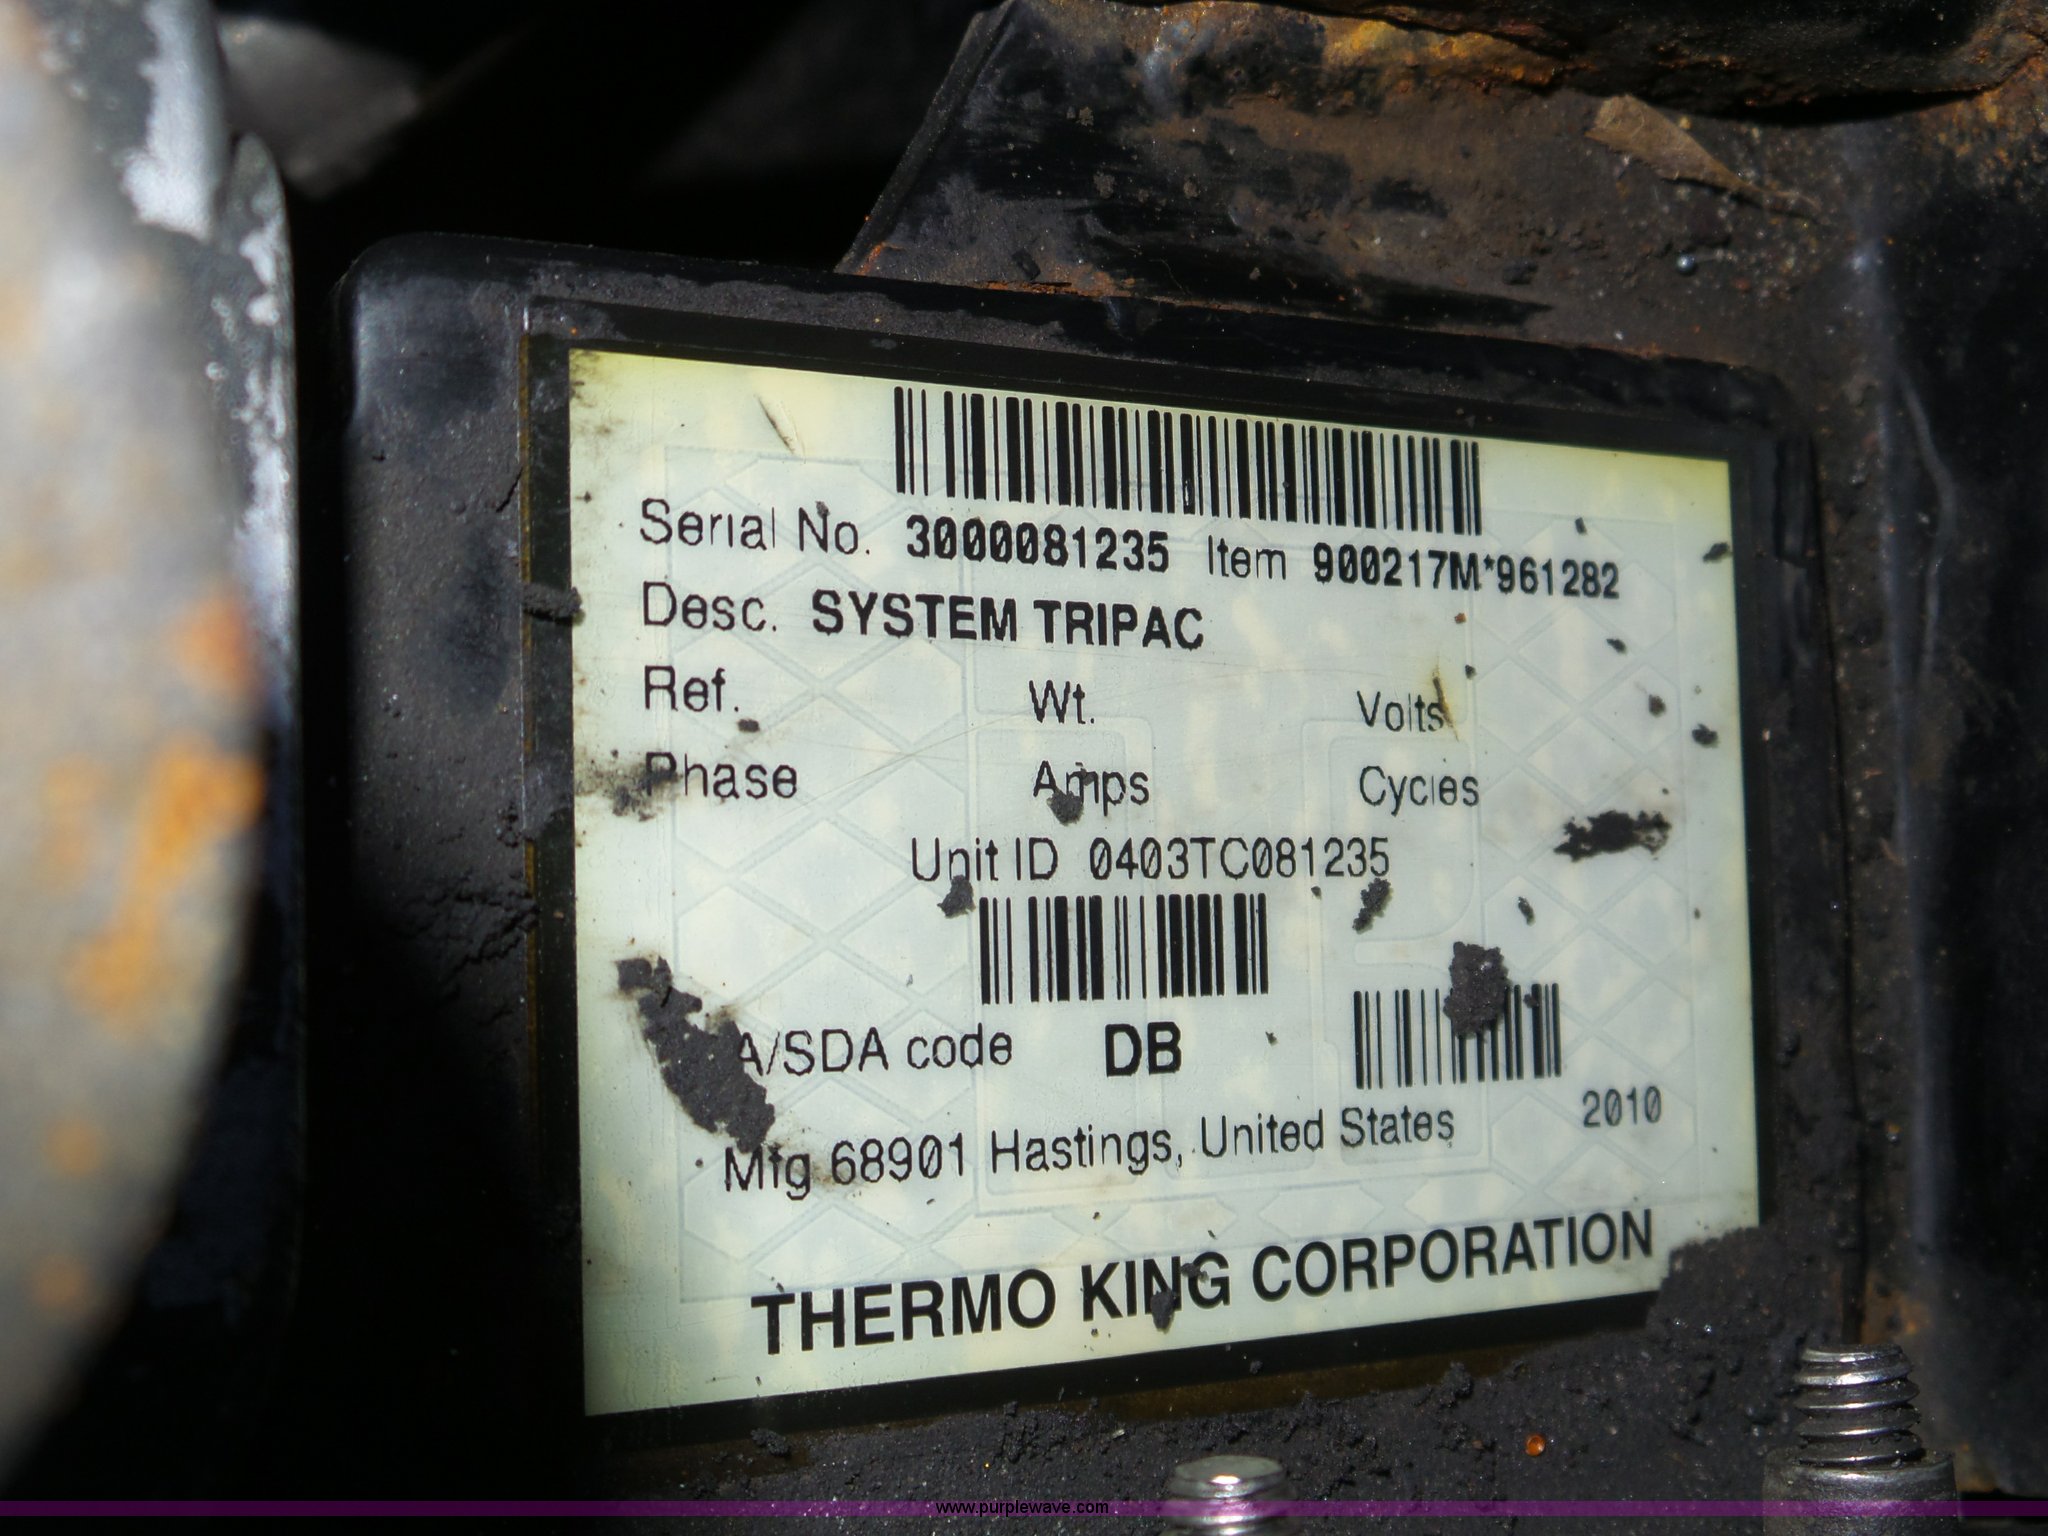 Serial No. 3000081235 Item 900217M*961282
Desc. SYSTEM TRIPAC
Ref. Wt. Volts
Phase Amps Cycles
Unit ID 0403TC081235
A/SDA code DB
Mfg 68901 Hastings, United States 2010
THERMO KING CORPORATION
www.purplewave.com